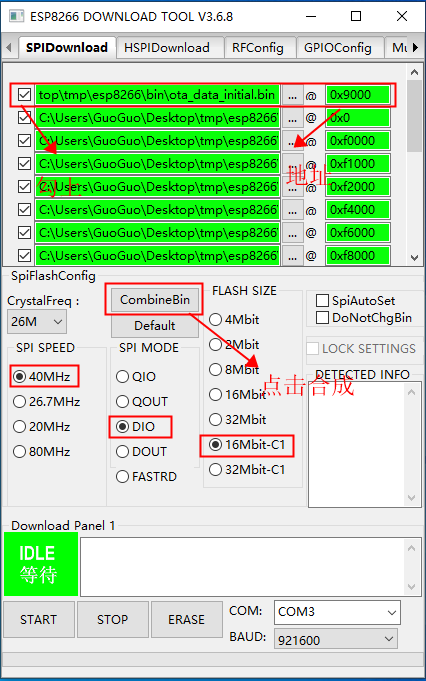 ESP8266 DOWNLOAD TOOL V3.6.8
SPIDownload HSPIDownload RFConfig GPIOConfig Mu
top\tmp\esp8266\bin\ota_data_initial.bin ... @ 0x9000
C:\Users\GuoGuo\Desktop\tmp\esp8266 ... @ 0x0
C:\Users\GuoGuo\Desktop\tmp\esp8266 ... @ 0xf0000
C:\Users\GuoGuo\Desktop\tmp\esp8266 ... @ 0xf1000
勾上 地址
C:\Users\GuoGuo\Desktop\tmp\esp8266 ... @ 0xf2000
C:\Users\GuoGuo\Desktop\tmp\esp8266 ... @ 0xf4000
C:\Users\GuoGuo\Desktop\tmp\esp8266 ... @ 0xf6000
C:\Users\GuoGuo\Desktop\tmp\esp8266 ... @ 0xf8000
SpiFlashConfig
CrystalFreq :
26M
CombineBin
Default
SPI SPEED
40MHz
26.7MHz
20MHz
80MHz
SPI MODE
QIO
QOUT
DIO
DOUT
FASTRD
FLASH SIZE
4Mbit
2Mbit
8Mbit
16Mbit
32Mbit
16Mbit-C1
32Mbit-C1
点击合成
SpiAutoSet
DoNotChgBin
LOCK SETTINGS
DETECTED INFO
Download Panel 1
IDLE
等待
START STOP ERASE
COM: COM3
BAUD: 921600